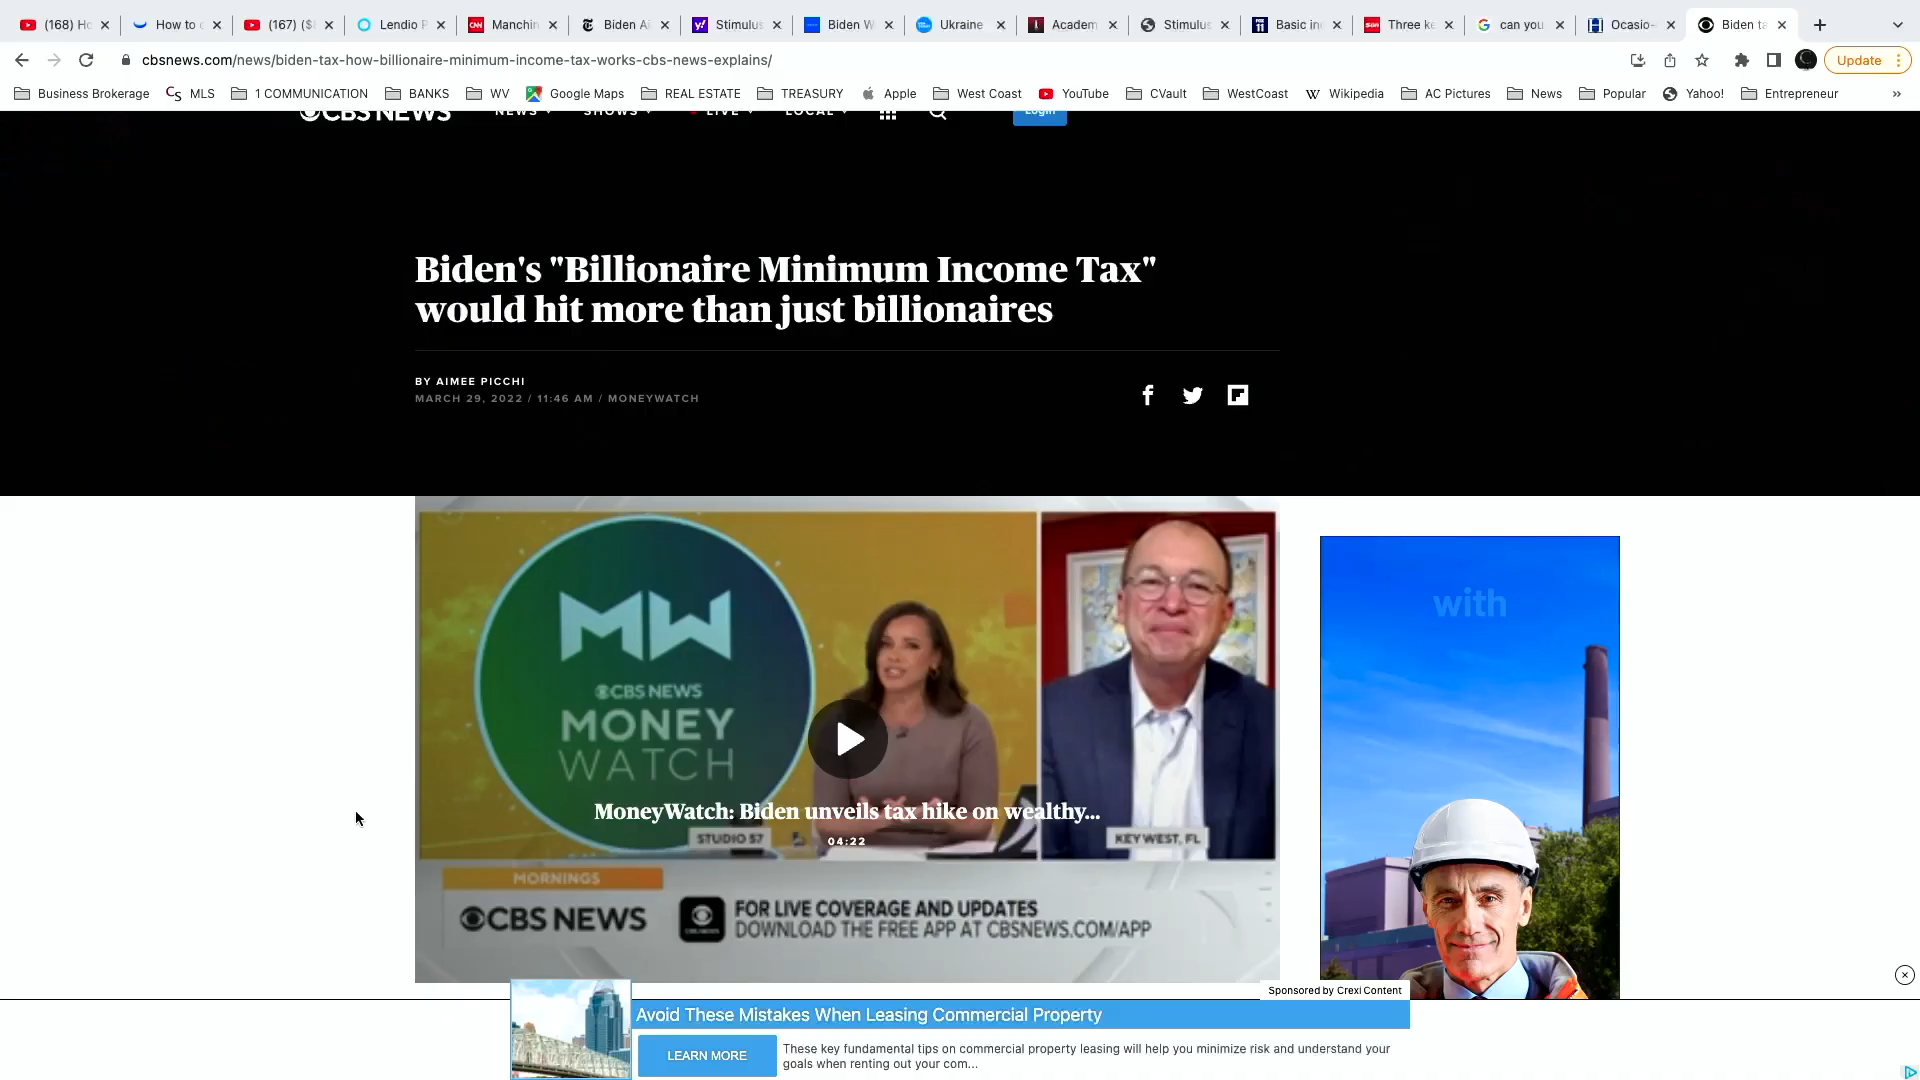 (168) Ho
How to c
(167) ($
Lendio P
Manchin
Biden Ai
Stimulus
Biden W
Ukraine
Academ
Stimulus
Basic in
Three ke
can you
Ocasio-
Biden ta
cbsnews.com/news/biden-tax-how-billionaire-minimum-income-tax-works-cbs-news-explains/
Update
Business Brokerage
MLS
1 COMMUNICATION
BANKS
WV
Google Maps
REAL ESTATE
TREASURY
Apple
West Coast
YouTube
CVault
WestCoast
Wikipedia
AC Pictures
News
Popular
Yahoo!
Entrepreneur
CBS NEWS
NEWS
SHOWS
LIVE
LOCAL
Login
Biden's "Billionaire Minimum Income Tax"
would hit more than just billionaires
BY AIMEE PICCHI
MARCH 29, 2022 / 11:46 AM / MONEYWATCH
MW
CBS NEWS
MONEY
WATCH
with
MoneyWatch: Biden unveils tax hike on wealthy...
STUDIO 57
04:22
KEY WEST, FL
MORNINGS
CBS NEWS
FOR LIVE COVERAGE AND UPDATES
DOWNLOAD THE FREE APP AT CBSNEWS.COM/APP
Sponsored by Crexi Content
Avoid These Mistakes When Leasing Commercial Property
LEARN MORE
These key fundamental tips on commercial property leasing will help you minimize risk and understand your
goals when renting out your com...